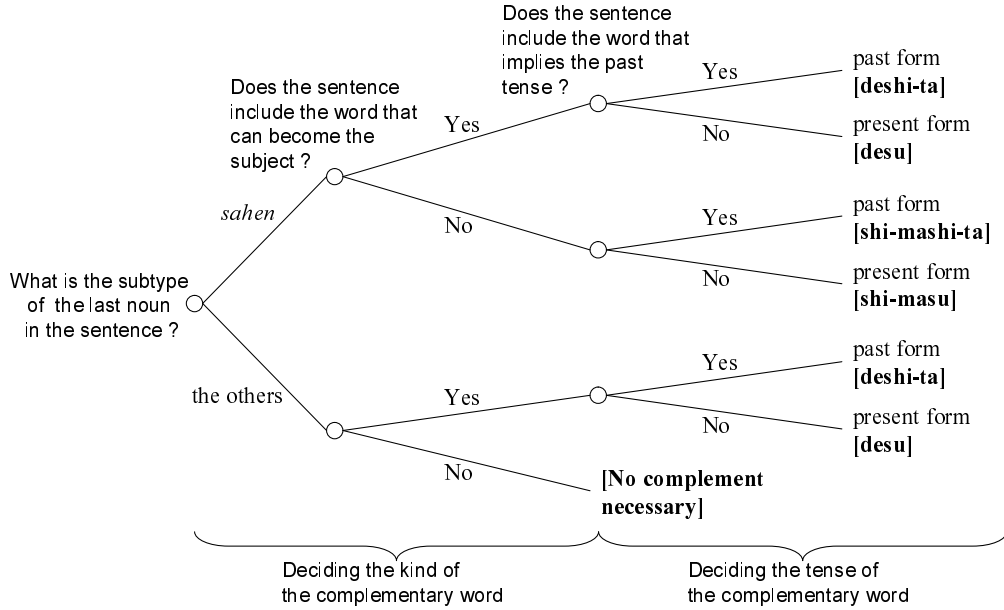 Does the sentence
include the word that
implies the past
tense ?
Does the sentence
include the word that
can become the
subject ?
What is the subtype
of the last noun
in the sentence ?
sahen
the others
Yes
No
Yes
No
Yes
past form
[deshi-ta]
No
present form
[desu]
Yes
past form
[shi-mashi-ta]
No
present form
[shi-masu]
Yes
past form
[deshi-ta]
No
present form
[desu]
[No complement
necessary]
Deciding the kind of
the complementary word
Deciding the tense of
the complementary word